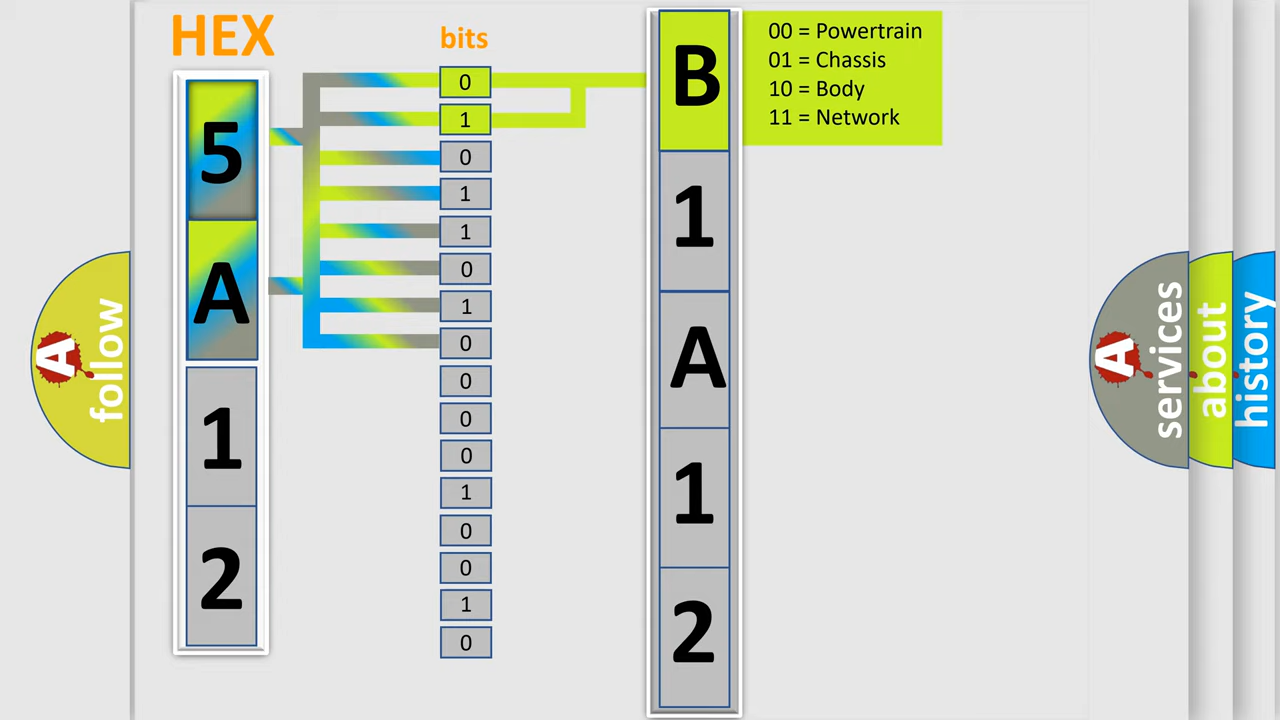 HEX
bits
5
A
1
2
0
1
0
1
1
0
1
0
0
0
0
1
0
0
1
0
B
1
A
1
2
00 = Powertrain
01 = Chassis
10 = Body
11 = Network
A
follow
A
services
about
history